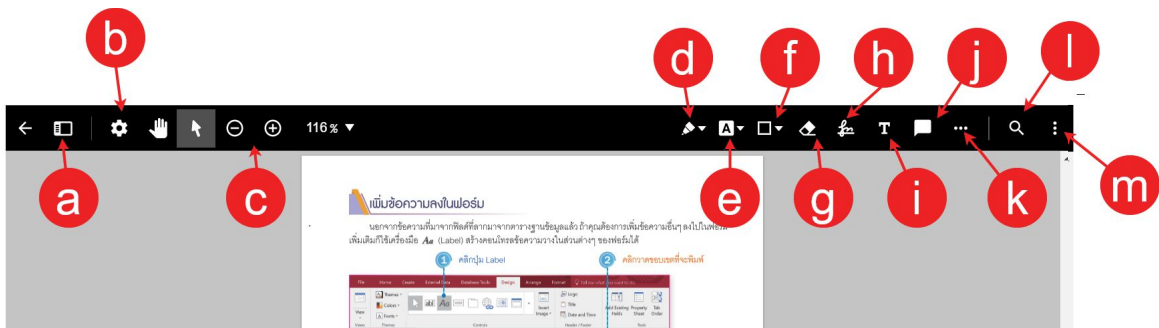 b
d
f
h
j
l
116 %
A
T
a
c
e
g
i
k
m
เพิ่มข้อความลงในฟอร์ม
นอกจากข้อความที่มาจากฟิลด์ที่ลากมาจากตารางฐานข้อมูลแล้ว ถ้าคุณต้องการเพิ่มข้อความอื่นๆ ลงไปในฟอร์ม
เพิ่มเติมก็ใช้เครื่องมือ Aa (Label) สร้างคอนโทรลข้อความวางในส่วนต่างๆ ของฟอร์มได้
1 คลิกปุ่ม Label
2 คลิกวาดขอบเขตที่จะพิมพ์
File Home Create External Data Database Tools Design Arrange Format
View
Themes
Colors
Fonts
Aa
Insert
Image
Logo
Title
Date and Time
Add Existing
Fields
Property
Sheet
Tab
Order
Views Themes Controls Header / Footer Tools